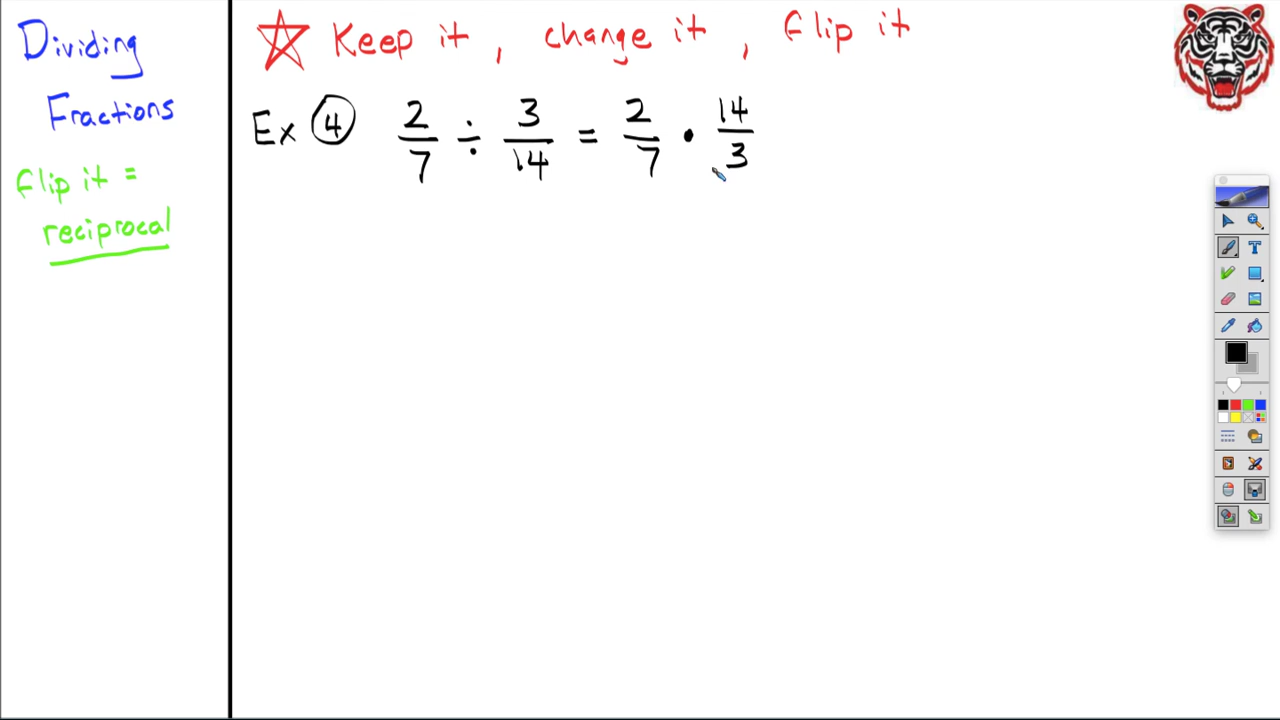 Dividing
Fractions
flip it =
reciprocal
☆ Keep it, change it, flip it
Ex ④ 2/7 ÷ 3/14 = 2/7 • 14/3
T